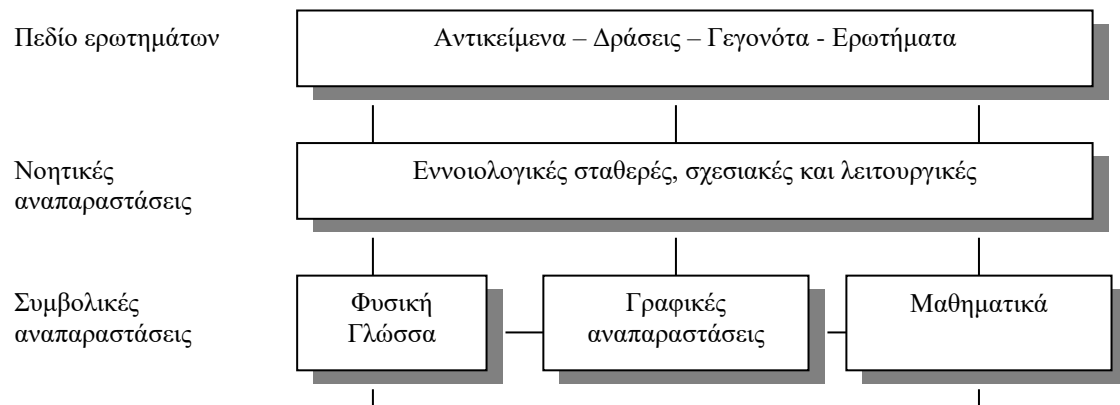 Πεδίο ερωτημάτων
Αντικείμενα – Δράσεις – Γεγονότα - Ερωτήματα
Νοητικές
αναπαραστάσεις
Εννοιολογικές σταθερές, σχεσιακές και λειτουργικές
Συμβολικές
αναπαραστάσεις
Φυσική
Γλώσσα
Γραφικές
αναπαραστάσεις
Μαθηματικά